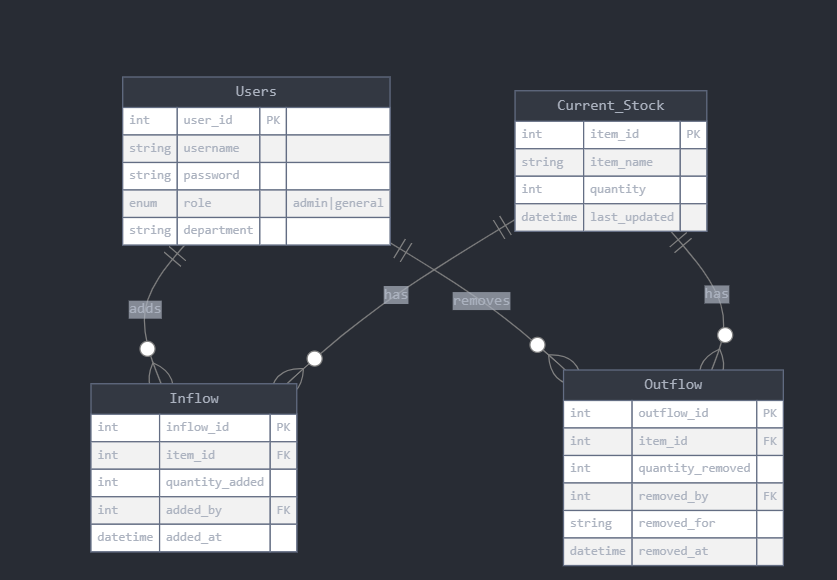 Users
int user_id PK
string username
string password
enum role admin|general
string department
Current_Stock
int item_id PK
string item_name
int quantity
datetime last_updated
adds
has
removes
has
Inflow
int inflow_id PK
int item_id FK
int quantity_added
int added_by FK
datetime added_at
Outflow
int outflow_id PK
int item_id FK
int quantity_removed
int removed_by FK
string removed_for
datetime removed_at